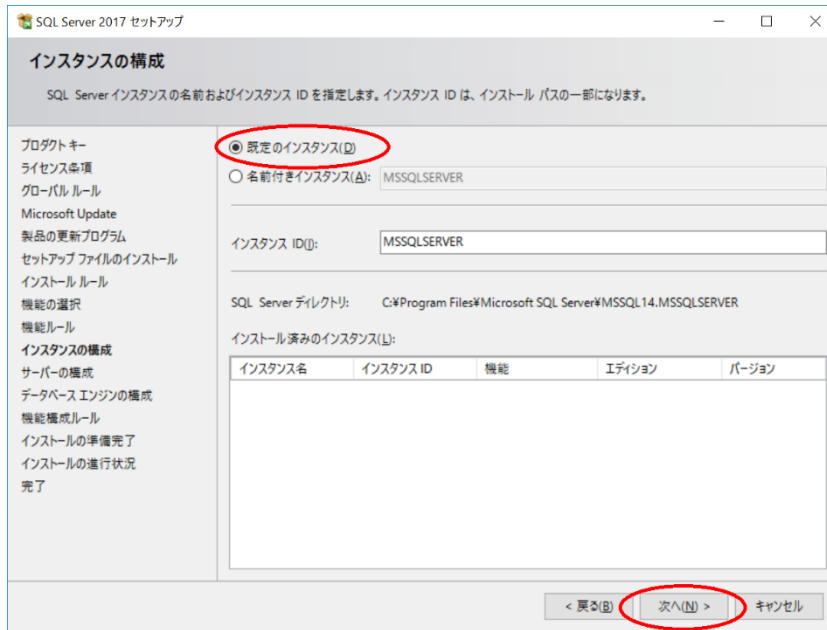 SQL Server 2017 セットアップ
インスタンスの構成
SQL Server インスタンスの名前およびインスタンス ID を指定します。インスタンス ID は、インストール パスの一部になります。
プロダクト キー
ライセンス条項
グローバル ルール
Microsoft Update
製品の更新プログラム
セットアップ ファイルのインストール
インストール ルール
機能の選択
機能ルール
インスタンスの構成
サーバーの構成
データベース エンジンの構成
機能構成ルール
インストールの準備完了
インストールの進行状況
完了
既定のインスタンス(D)
名前付きインスタンス(A): MSSQLSERVER
インスタンス ID(I): MSSQLSERVER
SQL Server ディレクトリ: C:¥Program Files¥Microsoft SQL Server¥MSSQL14.MSSQLSERVER
インストール済みのインスタンス(L):
インスタンス名 インスタンス ID 機能 エディション バージョン
< 戻る(B) 次へ(N) > キャンセル